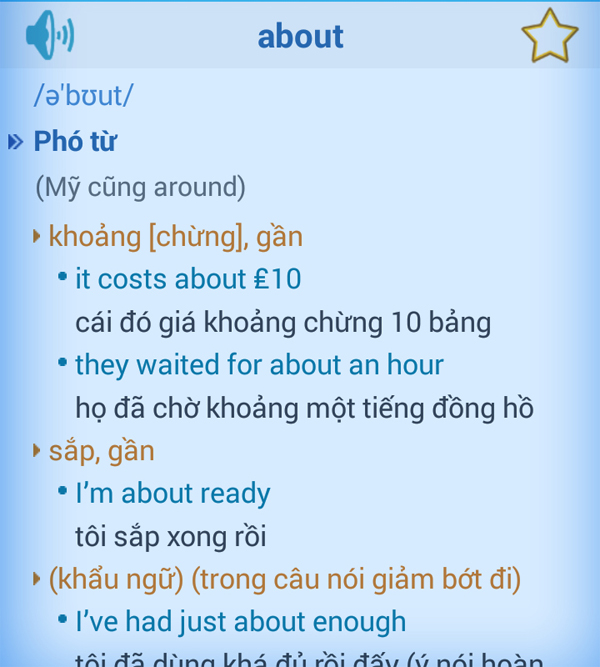 about
/ə'bʊut/
Phó từ
(Mỹ cũng around)
khoảng [chừng], gần
it costs about ₤10
cái đó giá khoảng chừng 10 bảng
they waited for about an hour
họ đã chờ khoảng một tiếng đồng hồ
sắp, gần
I’m about ready
tôi sắp xong rồi
(khẩu ngữ) (trong câu nói giảm bớt đi)
I’ve had just about enough
tôi đã dùng khá đủ rồi đấy (ý nói hoàn